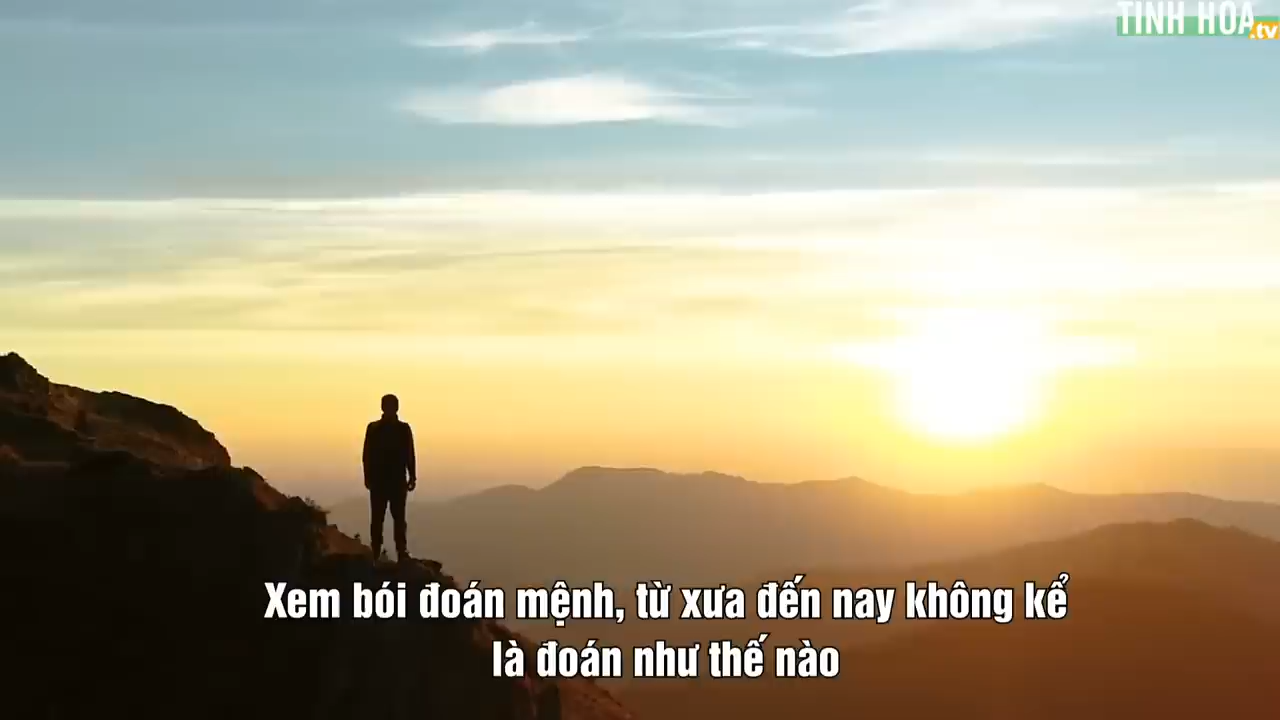 TINH HOA
.tv
Xem bói đoán mệnh, từ xưa đến nay không kể
là đoán như thế nào